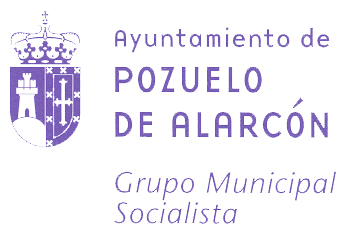 Ayuntamiento de
POZUELO
DE ALARCÓN
Grupo Municipal
Socialista